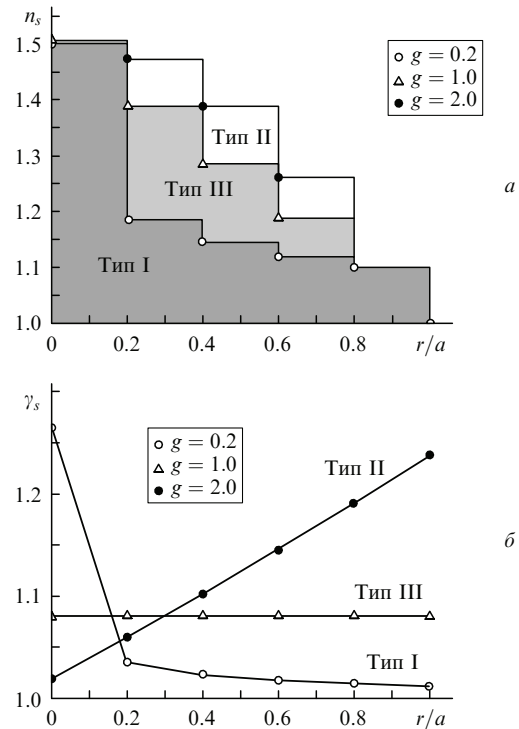 n_s
1.5
1.4
1.3
1.2
1.1
1.0
g = 0.2
g = 1.0
g = 2.0
Тип II
Тип III
Тип I
0 0.2 0.4 0.6 0.8 r/a
а
γ_s
1.2
1.1
1.0
g = 0.2
g = 1.0
g = 2.0
Тип II
Тип III
Тип I
0 0.2 0.4 0.6 0.8 r/a
б